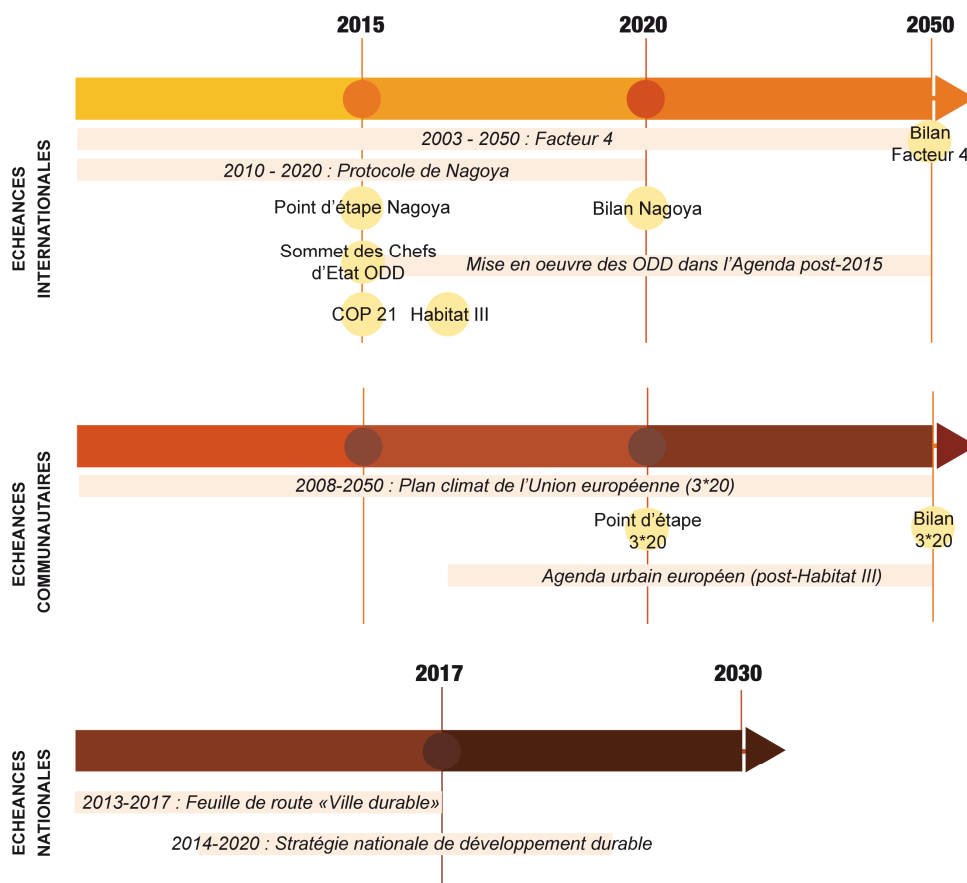 2015
2020
2050
ECHEANCES
INTERNATIONALES
2003 - 2050 : Facteur 4
Bilan
Facteur 4
2010 - 2020 : Protocole de Nagoya
Point d’étape Nagoya
Bilan Nagoya
Sommet des Chefs
d’Etat ODD
Mise en oeuvre des ODD dans l’Agenda post-2015
COP 21
Habitat III
ECHEANCES
COMMUNAUTAIRES
2008-2050 : Plan climat de l’Union européenne (3*20)
Point d’étape
3*20
Bilan
3*20
Agenda urbain européen (post-Habitat III)
2017
2030
ECHEANCES
NATIONALES
2013-2017 : Feuille de route «Ville durable»
2014-2020 : Stratégie nationale de développement durable